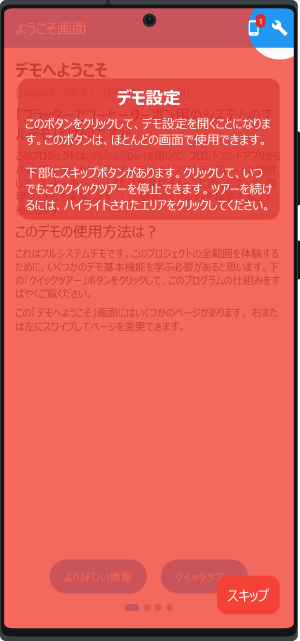 ようこそ画面
1
デモへようこそ
デモ設定
このボタンをクリックして、デモ設定を開くことになりま
す。このボタンは、ほとんどの画面で使用できます。
下部にスキップボタンがあります。クリックして、いつ
でもこのクイックツアーを停止できます。ツアーを続け
るには、ハイライトされたエリアをクリックしてください。
このデモの使用方法は？
これはフルシステムデモです。このプロジェクトの全範囲を体験する
ために、いくつかのデモ基本機能を学ぶ必要があると思います。下
の「クイックツアー」ボタンをクリックして、このプログラムの仕組みをす
ばやくご覧ください。
この「デモへようこそ」画面にはいくつかのページがあります。 右また
は左にスワイプしてページを変更できます。
より詳しい情報
クイックツアー
スキップ